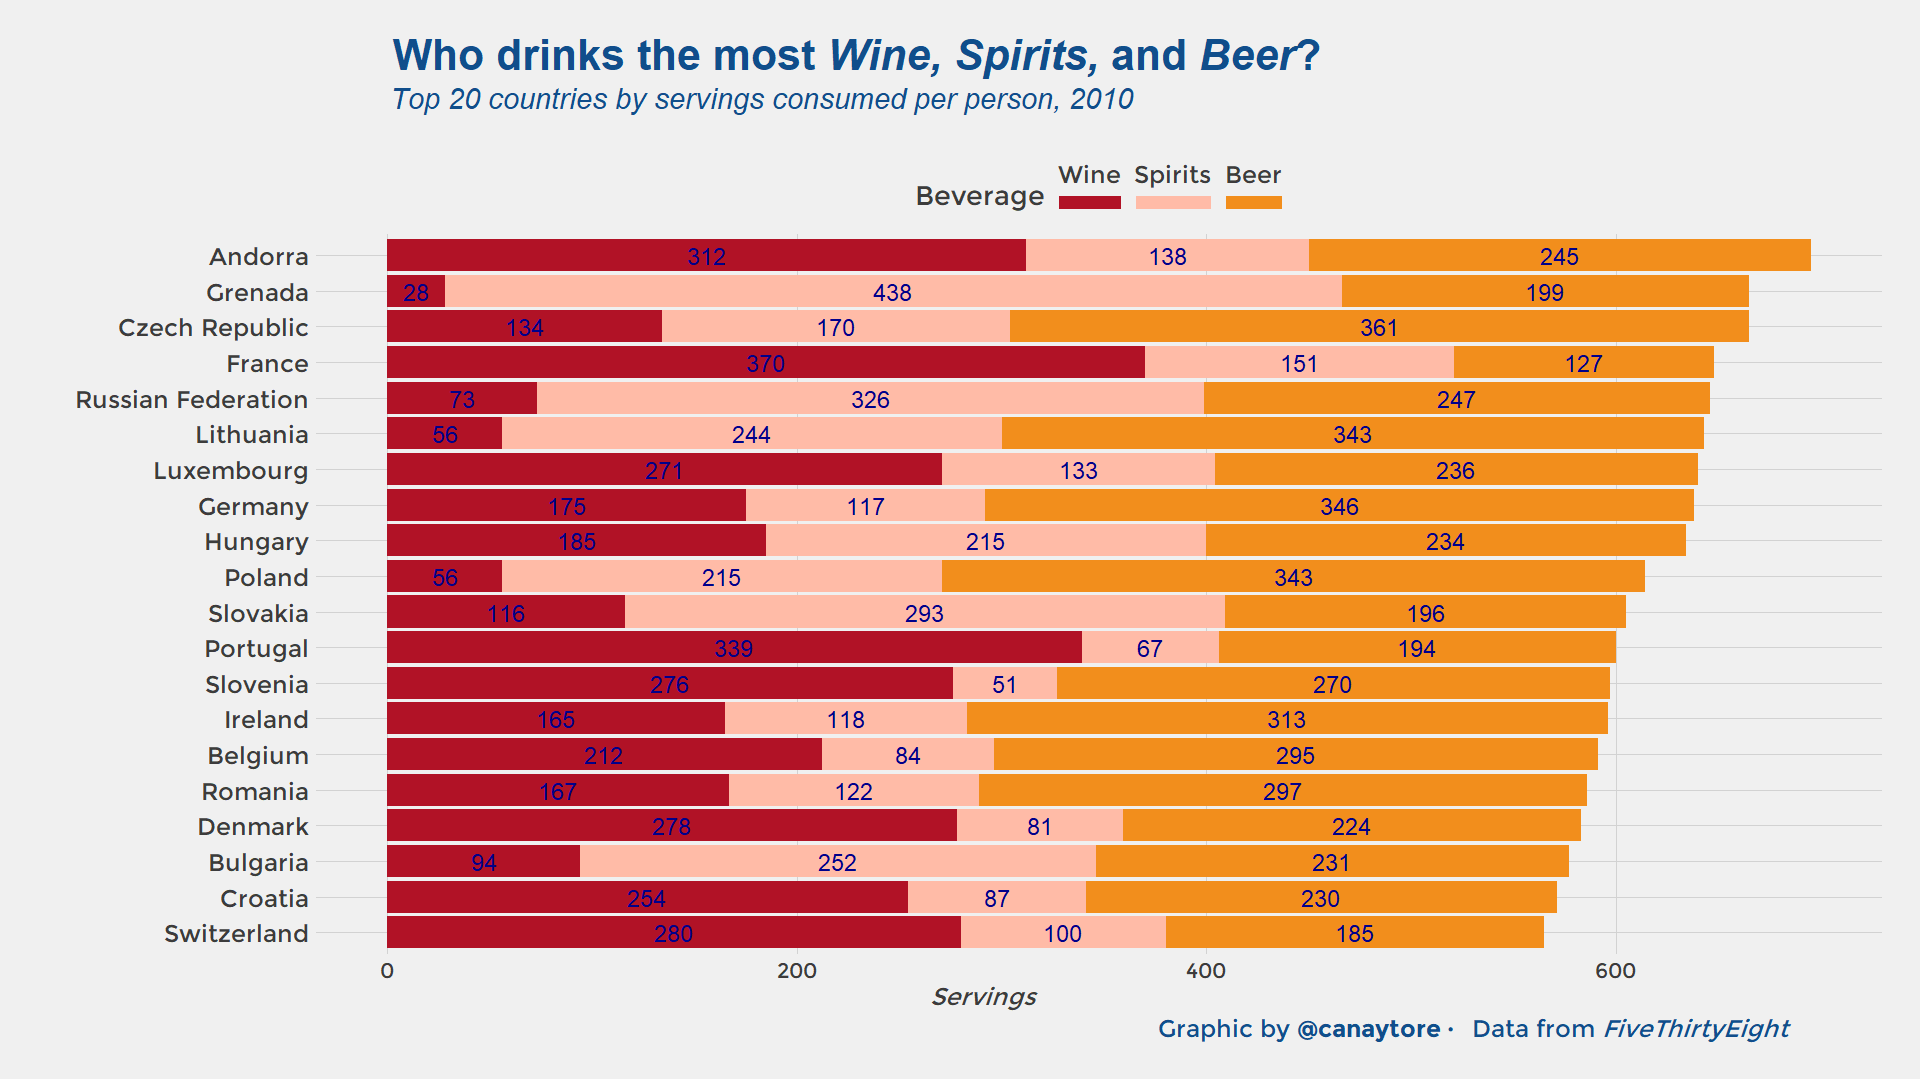 Who drinks the most Wine, Spirits, and Beer?
Top 20 countries by servings consumed per person, 2010
Beverage Wine Spirits Beer
Andorra 312 138 245
Grenada 28 438 199
Czech Republic 134 170 361
France 370 151 127
Russian Federation 73 326 247
Lithuania 56 244 343
Luxembourg 271 133 236
Germany 175 117 346
Hungary 185 215 234
Poland 56 215 343
Slovakia 116 293 196
Portugal 339 67 194
Slovenia 276 51 270
Ireland 165 118 313
Belgium 212 84 295
Romania 167 122 297
Denmark 278 81 224
Bulgaria 94 252 231
Croatia 254 87 230
Switzerland 280 100 185
0 200 400 600
Servings
Graphic by @canaytore · Data from FiveThirtyEight